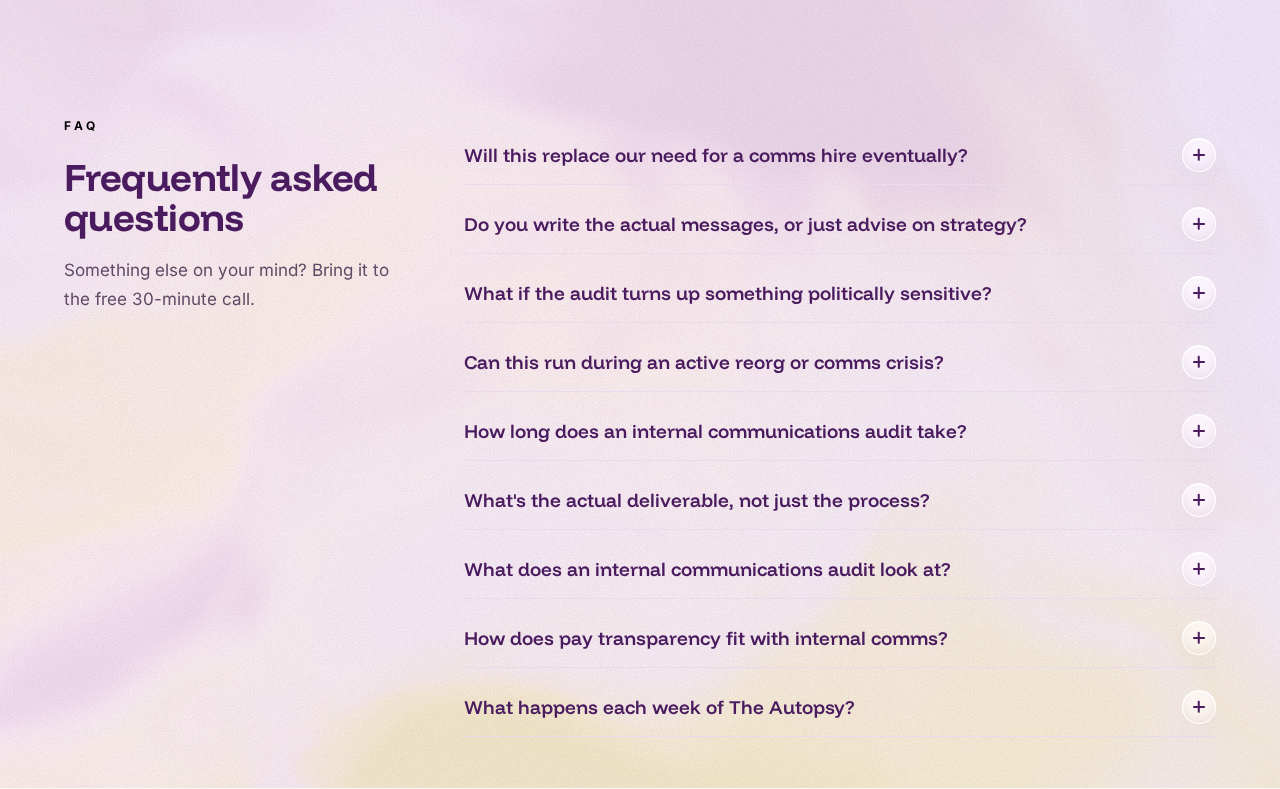 FAQ
Frequently asked
questions
Something else on your mind? Bring it to
the free 30-minute call.
Will this replace our need for a comms hire eventually?
Do you write the actual messages, or just advise on strategy?
What if the audit turns up something politically sensitive?
Can this run during an active reorg or comms crisis?
How long does an internal communications audit take?
What's the actual deliverable, not just the process?
What does an internal communications audit look at?
How does pay transparency fit with internal comms?
What happens each week of The Autopsy?